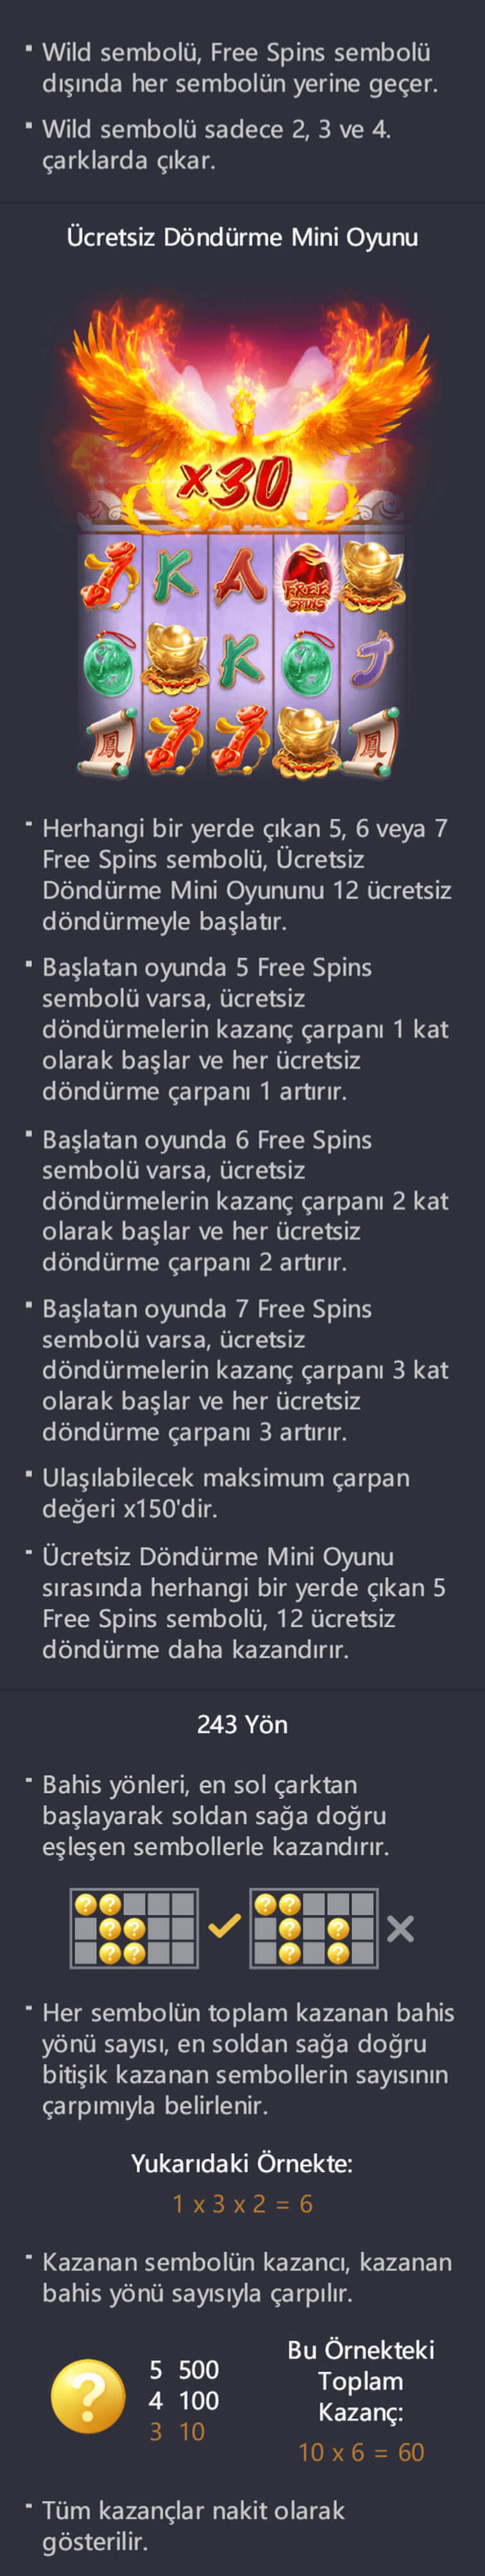 Wild sembolü, Free Spins sembolü
dışında her sembolün yerine geçer.
Wild sembolü sadece 2, 3 ve 4.
çarklarda çıkar.
Ücretsiz Döndürme Mini Oyunu
x30
K A FREE SPINS
K J
鳳 鳳
Herhangi bir yerde çıkan 5, 6 veya 7
Free Spins sembolü, Ücretsiz
Döndürme Mini Oyununu 12 ücretsiz
döndürmeyle başlatır.
Başlatan oyunda 5 Free Spins
sembolü varsa, ücretsiz
döndürmelerin kazanç çarpanı 1 kat
olarak başlar ve her ücretsiz
döndürme çarpanı 1 artırır.
Başlatan oyunda 6 Free Spins
sembolü varsa, ücretsiz
döndürmelerin kazanç çarpanı 2 kat
olarak başlar ve her ücretsiz
döndürme çarpanı 2 artırır.
Başlatan oyunda 7 Free Spins
sembolü varsa, ücretsiz
döndürmelerin kazanç çarpanı 3 kat
olarak başlar ve her ücretsiz
döndürme çarpanı 3 artırır.
Ulaşılabilecek maksimum çarpan
değeri x150'dir.
Ücretsiz Döndürme Mini Oyunu
sırasında herhangi bir yerde çıkan 5
Free Spins sembolü, 12 ücretsiz
döndürme daha kazandırır.
243 Yön
Bahis yönleri, en sol çarktan
başlayarak soldan sağa doğru
eşleşen sembollerle kazandırır.
? ? ? ?
? ? ? ?
? ? ? ?
Her sembolün toplam kazanan bahis
yönü sayısı, en soldan sağa doğru
bitişik kazanan sembollerin sayısının
çarpımıyla belirlenir.
Yukarıdaki Örnekte:
1 x 3 x 2 = 6
Kazanan sembolün kazancı, kazanan
bahis yönü sayısıyla çarpılır.
?
5 500
4 100
3 10
Bu Örnekteki
Toplam
Kazanç:
10 x 6 = 60
Tüm kazançlar nakit olarak
gösterilir.